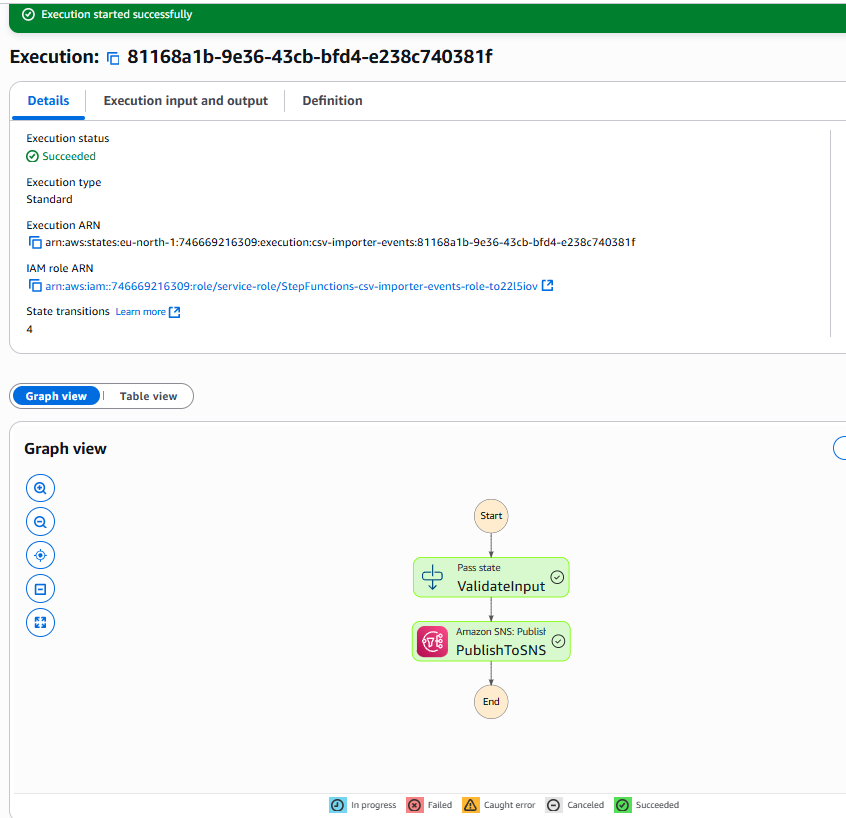 Execution started successfully
Execution: 81168a1b-9e36-43cb-bfd4-e238c740381f
Details
Execution input and output
Definition
Execution status
Succeeded
Execution type
Standard
Execution ARN
arn:aws:states:eu-north-1:746669216309:execution:csv-importer-events:81168a1b-9e36-43cb-bfd4-e238c740381f
IAM role ARN
arn:aws:iam::746669216309:role/service-role/StepFunctions-csv-importer-events-role-to22l5iov
State transitions Learn more
4
Graph view
Table view
Graph view
Start
Pass state
ValidateInput
Amazon SNS: Publish
PublishToSNS
End
In progress
Failed
Caught error
Canceled
Succeeded